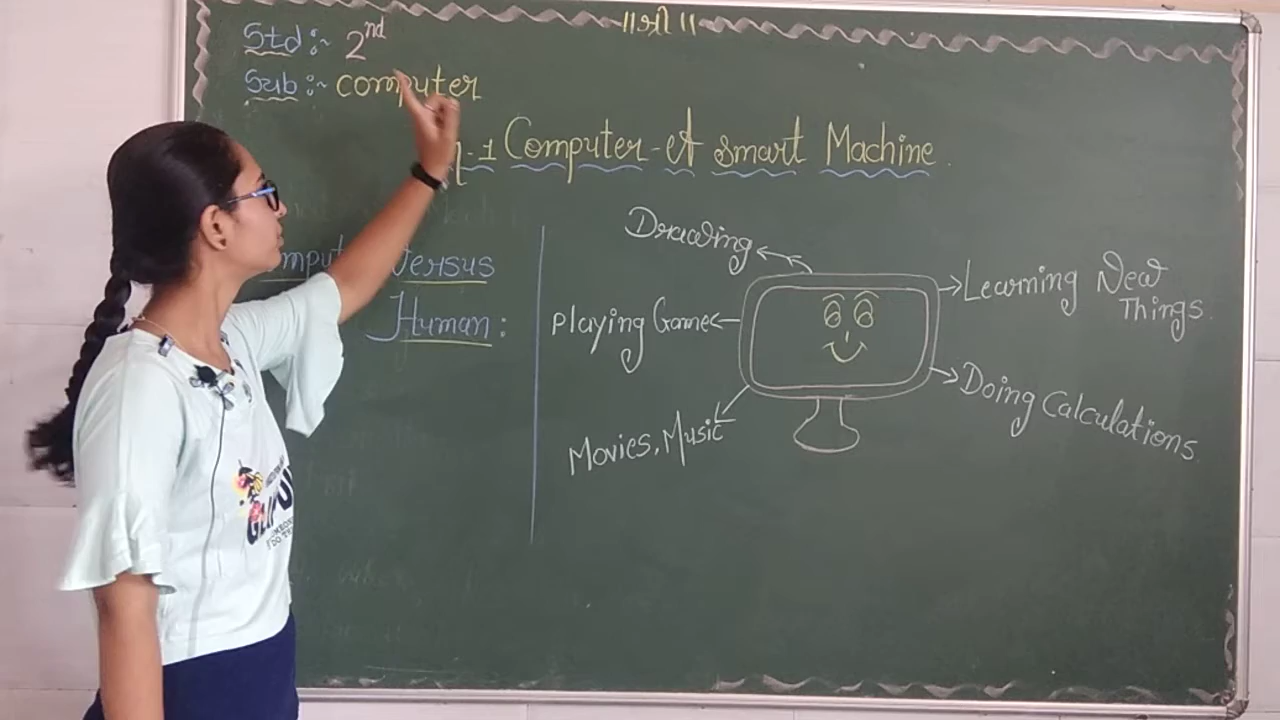 ॥श्री॥
Std :~ 2nd
Sub :~ computer
-1 Computer-A smart Machine.
Versus
Human :
Drawing
Playing Game
Movies, Music
Learning New
Things.
Doing Calculations.